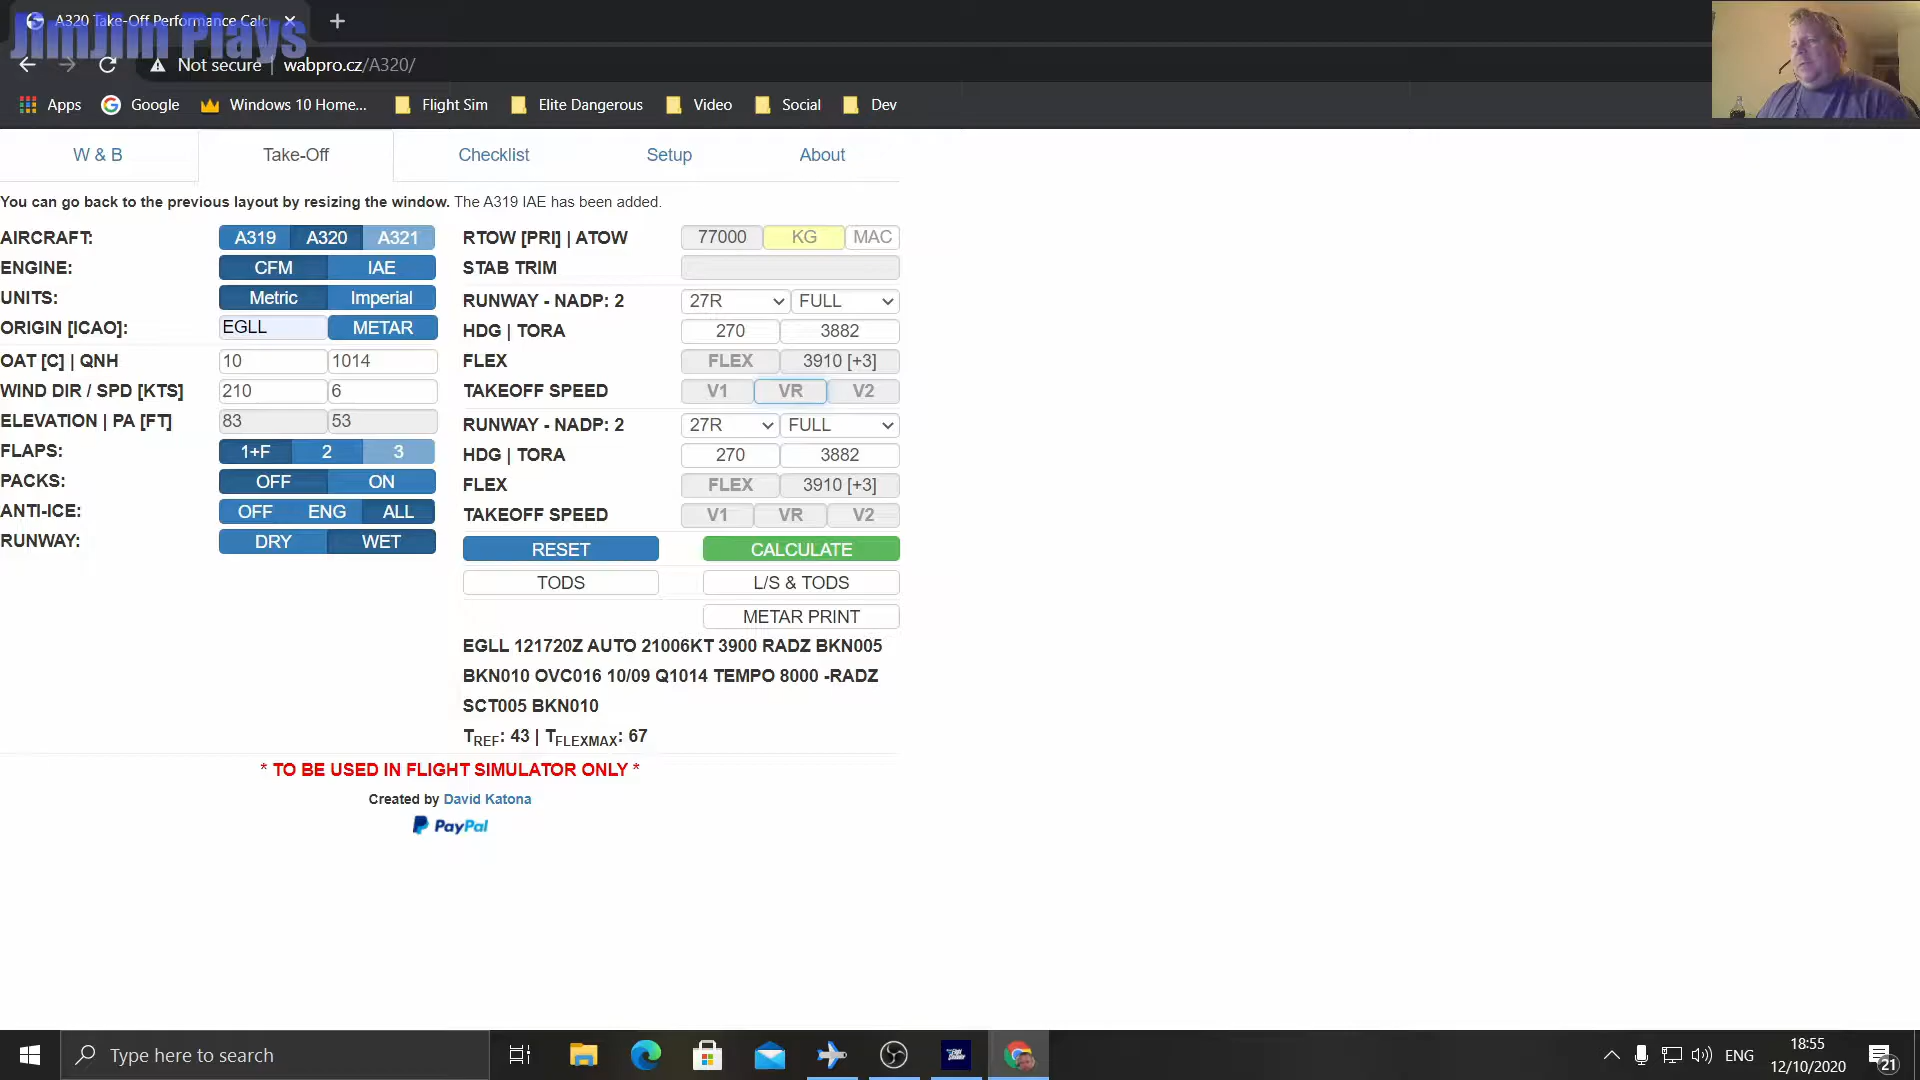 A320 Take-Off Performance Calc
JimJim Plays
Not secure | wabpro.cz/A320/
Apps Google Windows 10 Home... Flight Sim Elite Dangerous Video Social Dev
W & B Take-Off Checklist Setup About
You can go back to the previous layout by resizing the window. The A319 IAE has been added.
AIRCRAFT: A319 A320 A321 RTOW [PRI] | ATOW 77000 KG MAC
ENGINE: CFM IAE STAB TRIM
UNITS: Metric Imperial RUNWAY - NADP: 2 27R FULL
ORIGIN [ICAO]: EGLL METAR HDG | TORA 270 3882
OAT [C] | QNH 10 1014 FLEX FLEX 3910 [+3]
WIND DIR / SPD [KTS] 210 6 TAKEOFF SPEED V1 VR V2
ELEVATION | PA [FT] 83 53 RUNWAY - NADP: 2 27R FULL
FLAPS: 1+F 2 3 HDG | TORA 270 3882
PACKS: OFF ON FLEX FLEX 3910 [+3]
ANTI-ICE: OFF ENG ALL TAKEOFF SPEED V1 VR V2
RUNWAY: DRY WET RESET CALCULATE
TODS L/S & TODS
METAR PRINT
EGLL 121720Z AUTO 21006KT 3900 RADZ BKN005
BKN010 OVC016 10/09 Q1014 TEMPO 8000 -RADZ
SCT005 BKN010
TREF: 43 | TFLEXMAX: 67
* TO BE USED IN FLIGHT SIMULATOR ONLY *
Created by David Katona
PayPal
Type here to search ENG 18:55
12/10/2020 21